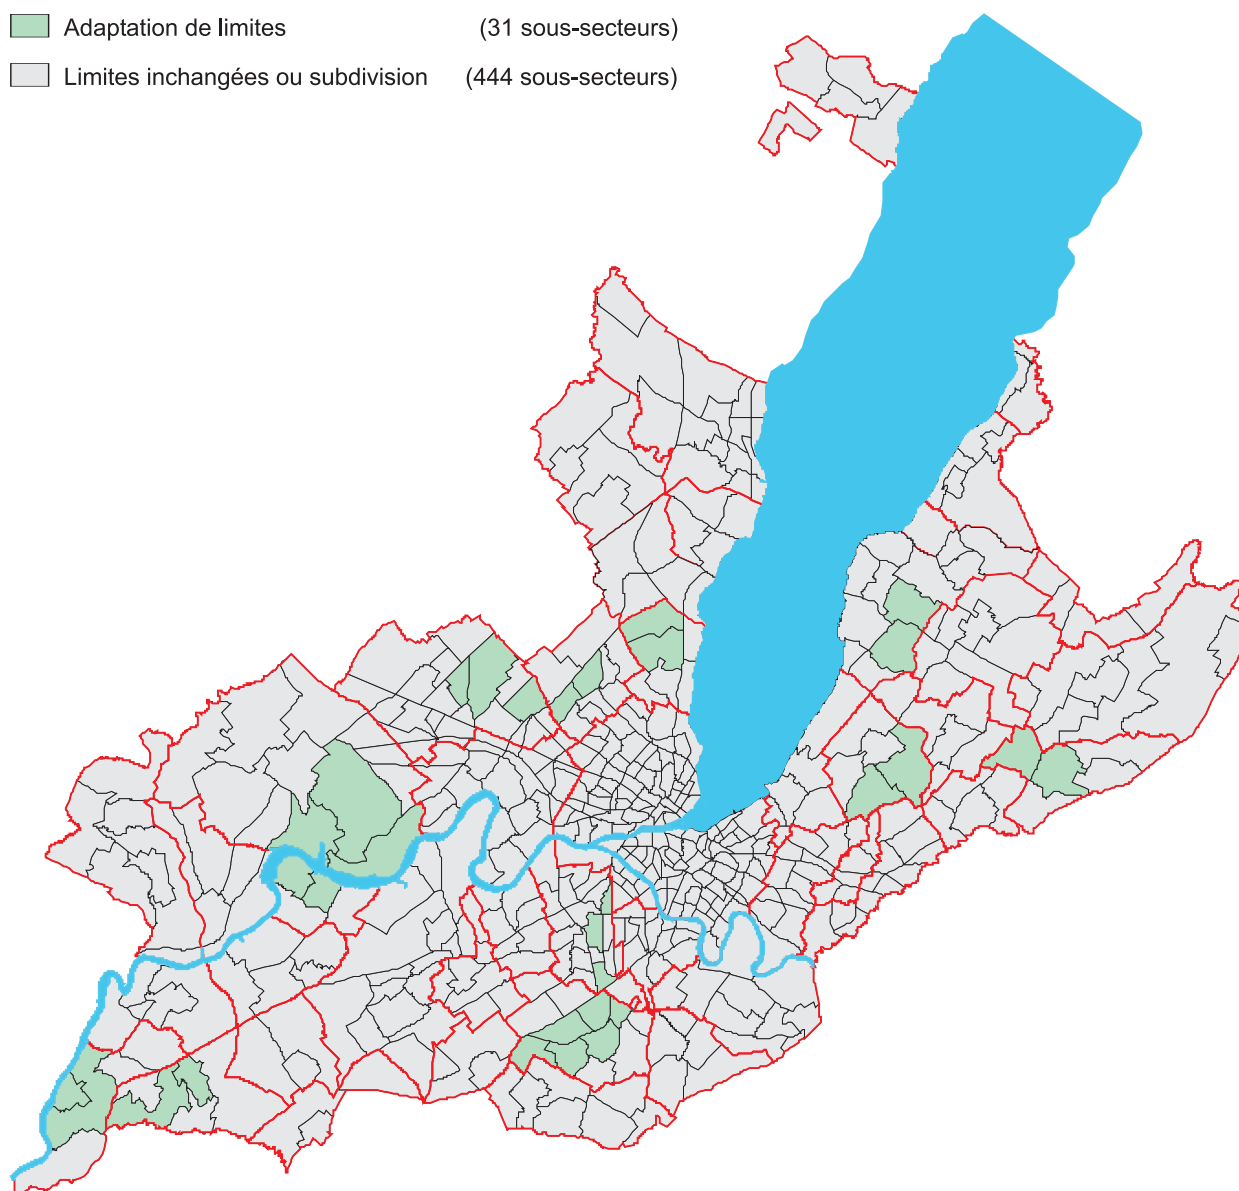 Adaptation de limites (31 sous-secteurs)
Limites inchangées ou subdivision (444 sous-secteurs)